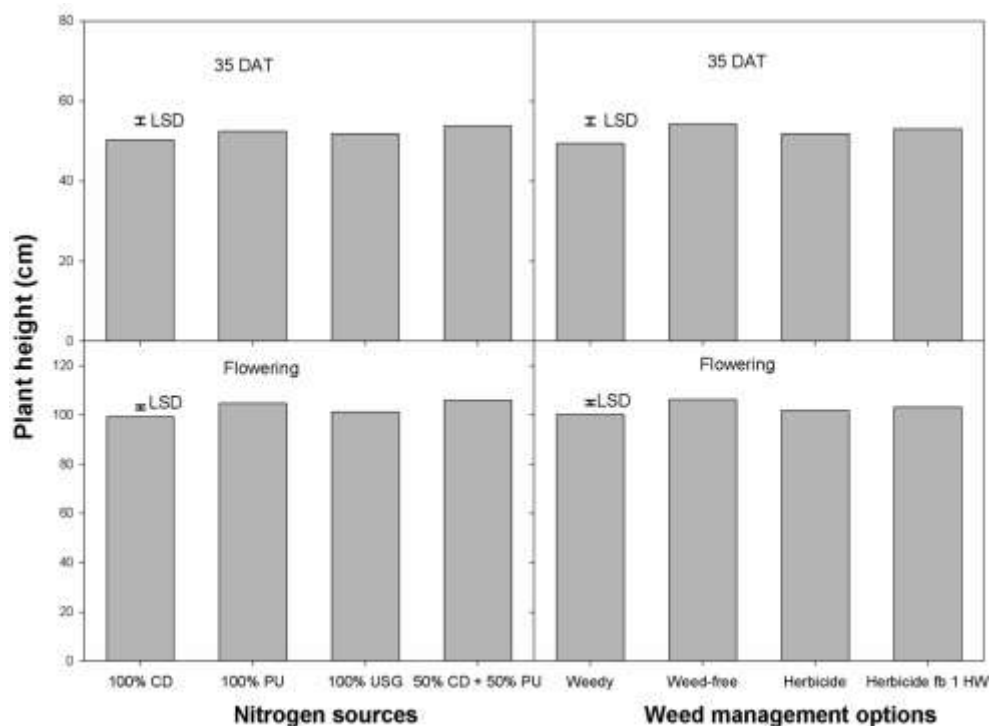 80
35 DAT
35 DAT
60
LSD
LSD
40
20
0
Plant height (cm)
120
Flowering
Flowering
LSD
LSD
100
80
60
40
20
0
100% CD 100% PU 100% USG 50% CD + 50% PU Weedy Weed-free Herbicide Herbicide fb 1 HW
Nitrogen sources Weed management options